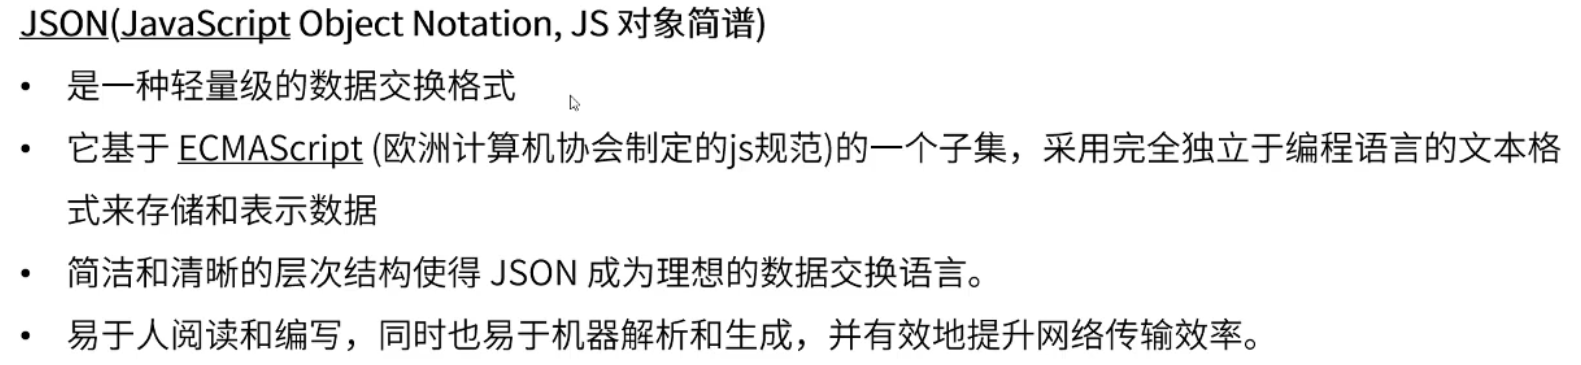 JSON(JavaScript Object Notation, JS 对象简谱)
• 是一种轻量级的数据交换格式
• 它基于 ECMAScript (欧洲计算机协会制定的js规范)的一个子集，采用完全独立于编程语言的文本格
式来存储和表示数据
• 简洁和清晰的层次结构使得 JSON 成为理想的数据交换语言。
• 易于人阅读和编写，同时也易于机器解析和生成，并有效地提升网络传输效率。